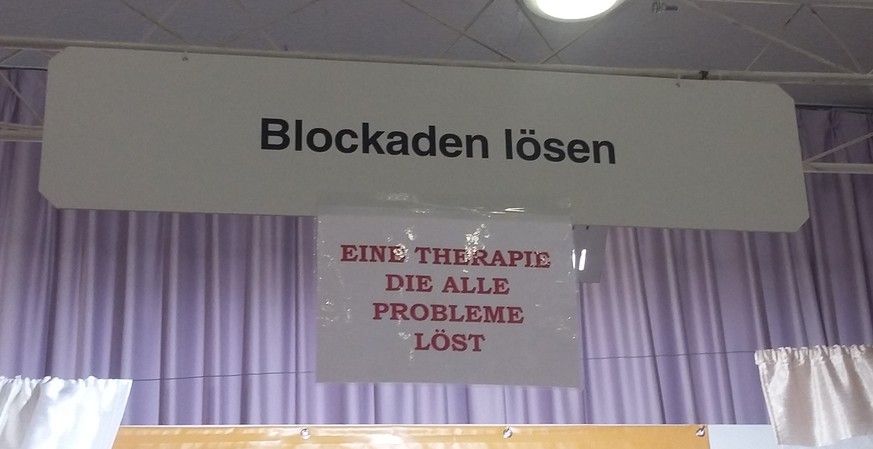 Blockaden lösen
EINE THERAPIE
DIE ALLE
PROBLEME
LÖST